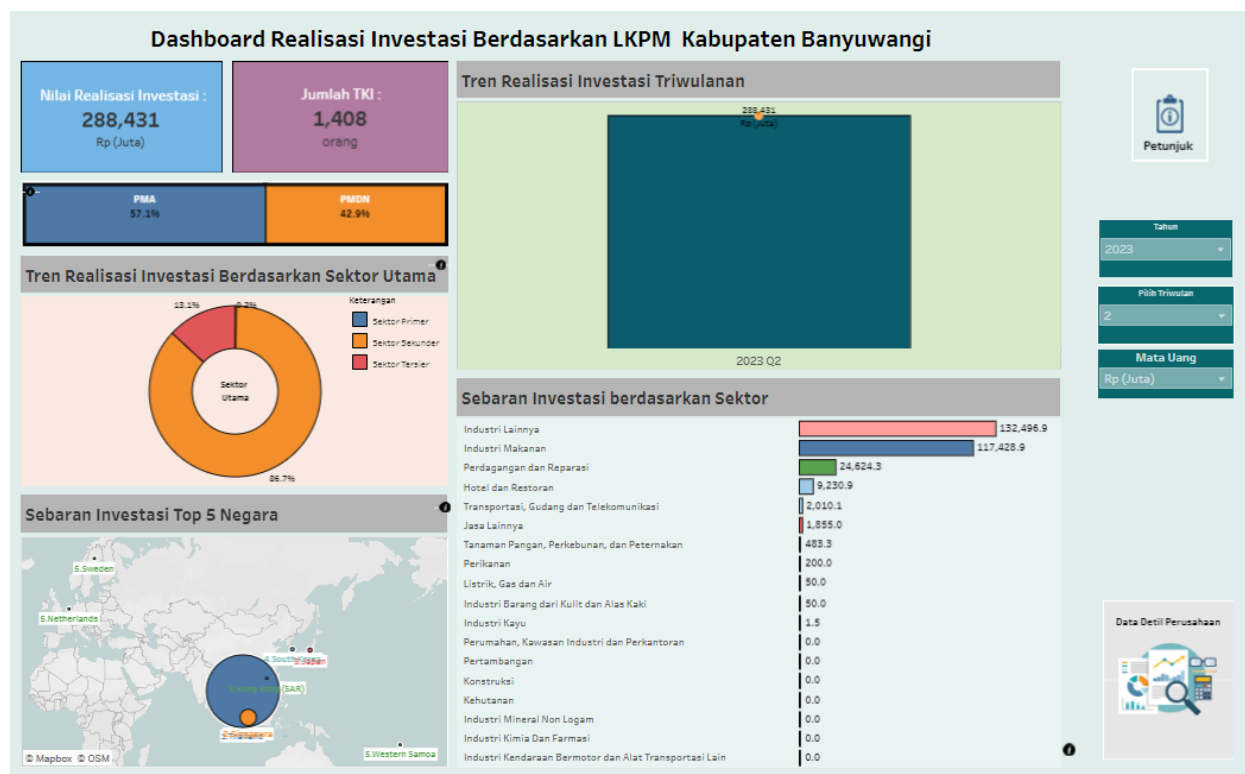 Dashboard Realisasi Investasi Berdasarkan LKPM Kabupaten Banyuwangi
Nilai Realisasi Investasi :
288,431
Rp (Juta)
Jumlah TKI :
1,408
orang
PMA
57.1%
PMDN
42.9%
Tren Realisasi Investasi Berdasarkan Sektor Utama
13.1%
0.2%
86.7%
Sektor
Utama
Keterangan
Sektor Primer
Sektor Sekunder
Sektor Tersier
Sebaran Investasi Top 5 Negara
5.Sweden
5.Netherlands
4.South
3.Japan
(SAR)
5.Western Samoa
© Mapbox © OSM
Tren Realisasi Investasi Triwulanan
288,431
Rp (Juta)
2023 Q2
Sebaran Investasi berdasarkan Sektor
Industri Lainnya 132,496.9
Industri Makanan 117,428.9
Perdagangan dan Reparasi 24,624.3
Hotel dan Restoran 9,230.9
Transportasi, Gudang dan Telekomunikasi 2,010.1
Jasa Lainnya 1,855.0
Tanaman Pangan, Perkebunan, dan Peternakan 483.3
Perikanan 200.0
Listrik, Gas dan Air 50.0
Industri Barang dari Kulit dan Alas Kaki 50.0
Industri Kayu 1.5
Perumahan, Kawasan Industri dan Perkantoran 0.0
Pertambangan 0.0
Konstruksi 0.0
Kehutanan 0.0
Industri Mineral Non Logam 0.0
Industri Kimia Dan Farmasi 0.0
Industri Kendaraan Bermotor dan Alat Transportasi Lain 0.0
Petunjuk
Tahun
2023
Pilih Triwulan
2
Mata Uang
Rp (Juta)
Data Detil Perusahaan